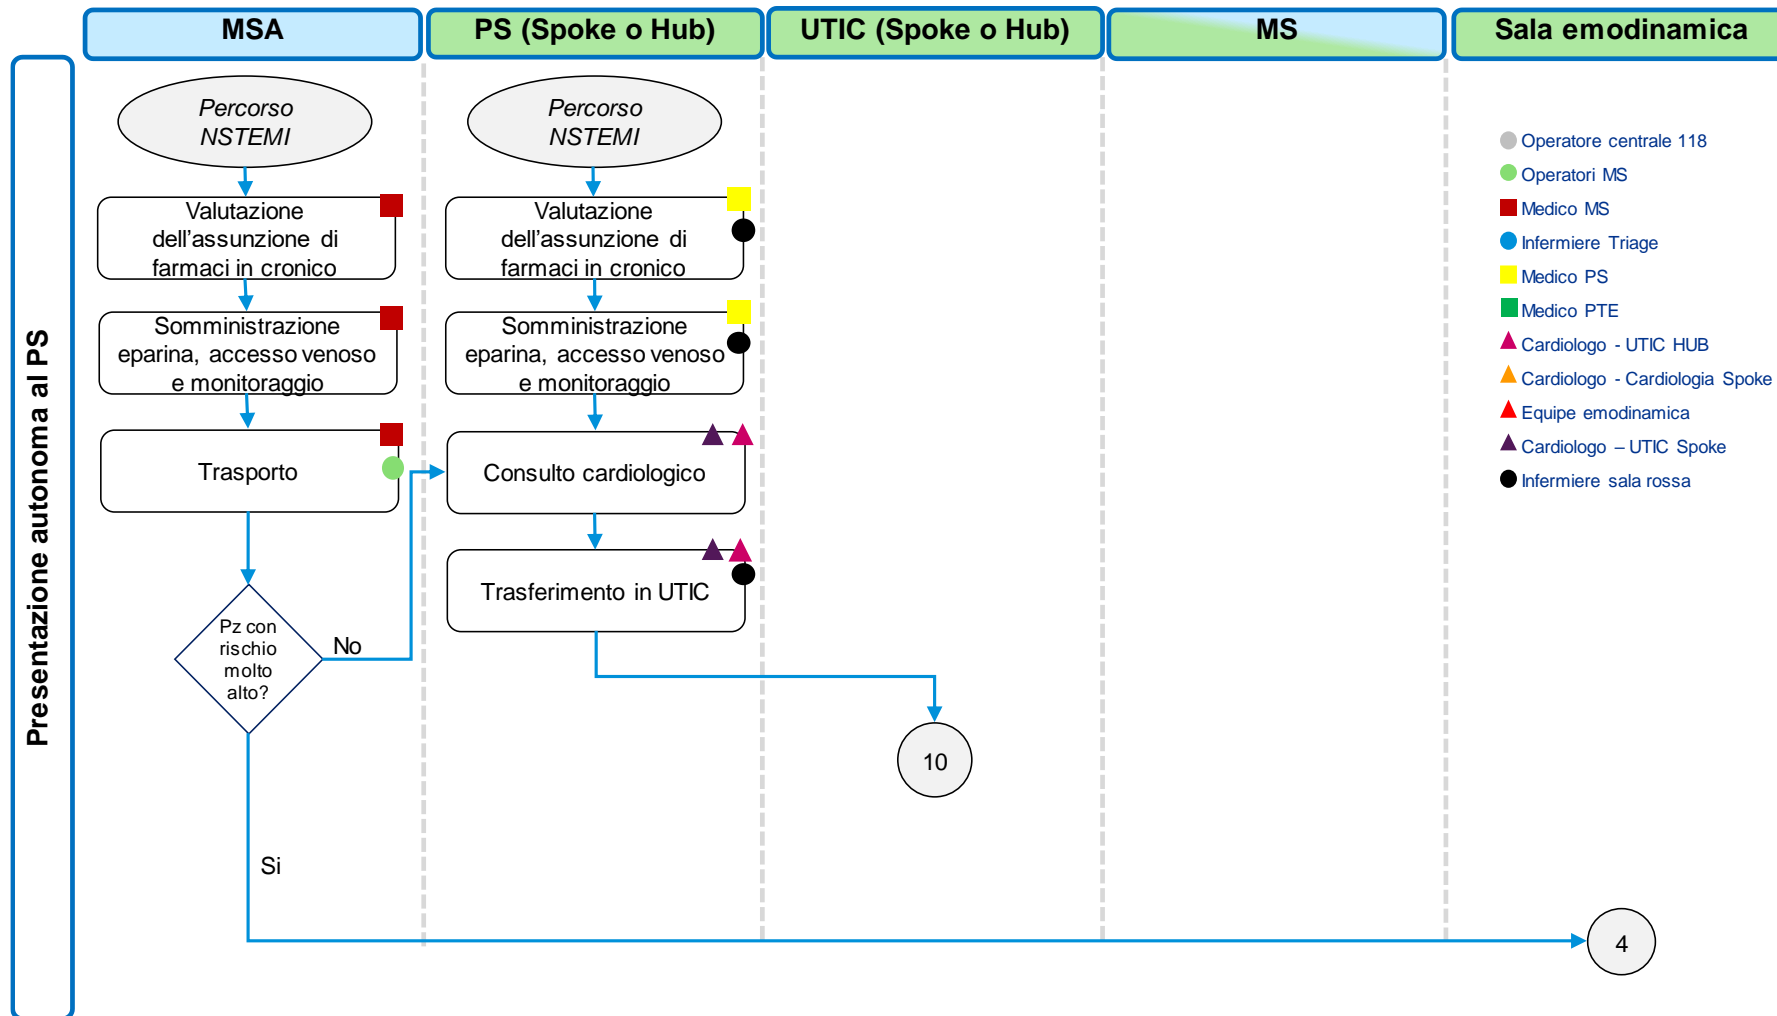 MSA
PS (Spoke o Hub)
UTIC (Spoke o Hub)
MS
Sala emodinamica
Presentazione autonoma al PS
Percorso
NSTEMI
Valutazione
dell’assunzione di
farmaci in cronico
Somministrazione
eparina, accesso venoso
e monitoraggio
Trasporto
Pz con
rischio
molto
alto?
No
Si
Percorso
NSTEMI
Valutazione
dell’assunzione di
farmaci in cronico
Somministrazione
eparina, accesso venoso
e monitoraggio
Consulto cardiologico
Trasferimento in UTIC
10
4
Operatore centrale 118
Operatori MS
Medico MS
Infermiere Triage
Medico PS
Medico PTE
Cardiologo - UTIC HUB
Cardiologo - Cardiologia Spoke
Equipe emodinamica
Cardiologo – UTIC Spoke
Infermiere sala rossa